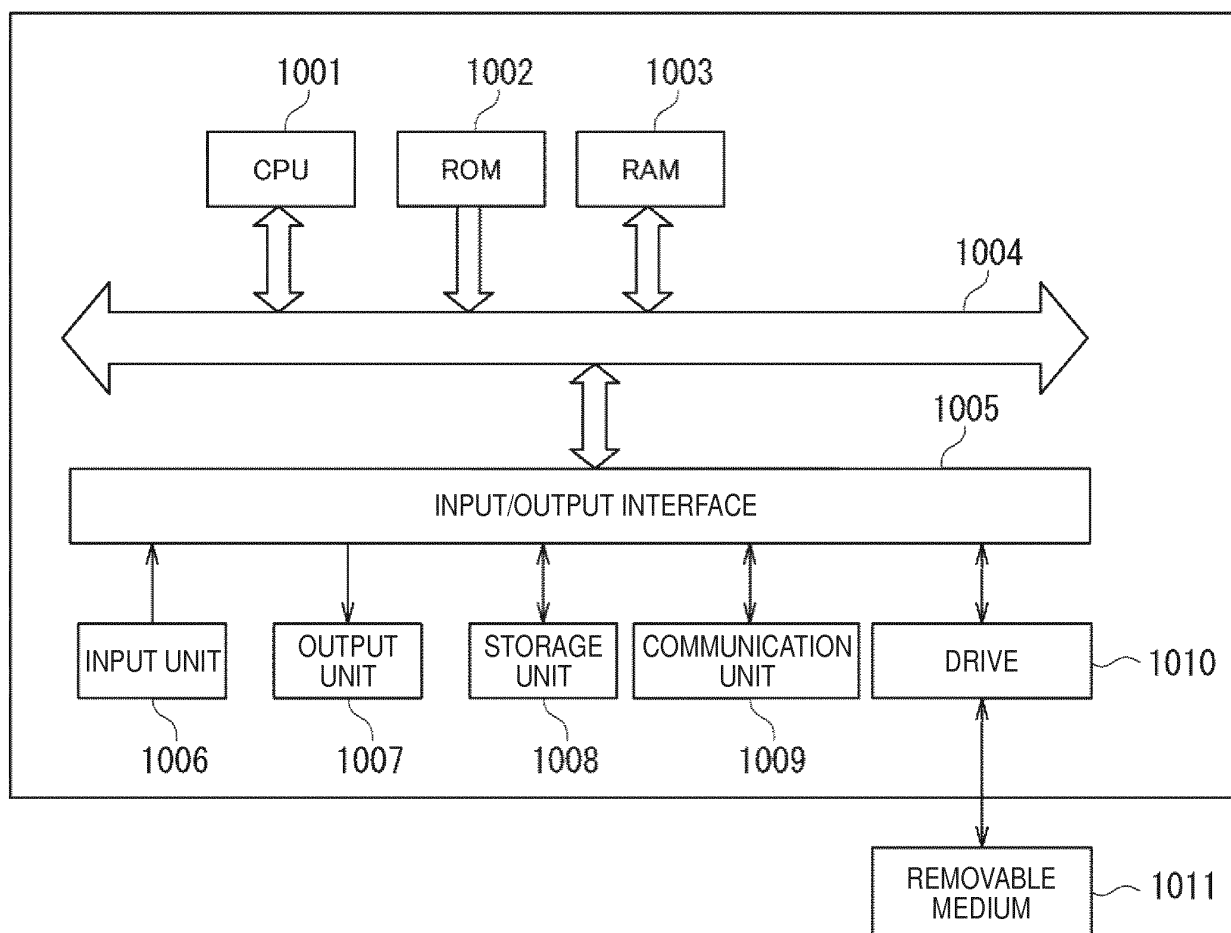 1001
1002
1003
CPU
ROM
RAM
1004
1005
INPUT/OUTPUT INTERFACE
INPUT UNIT
OUTPUT
UNIT
STORAGE
UNIT
COMMUNICATION
UNIT
DRIVE
1010
1006
1007
1008
1009
REMOVABLE
MEDIUM
1011